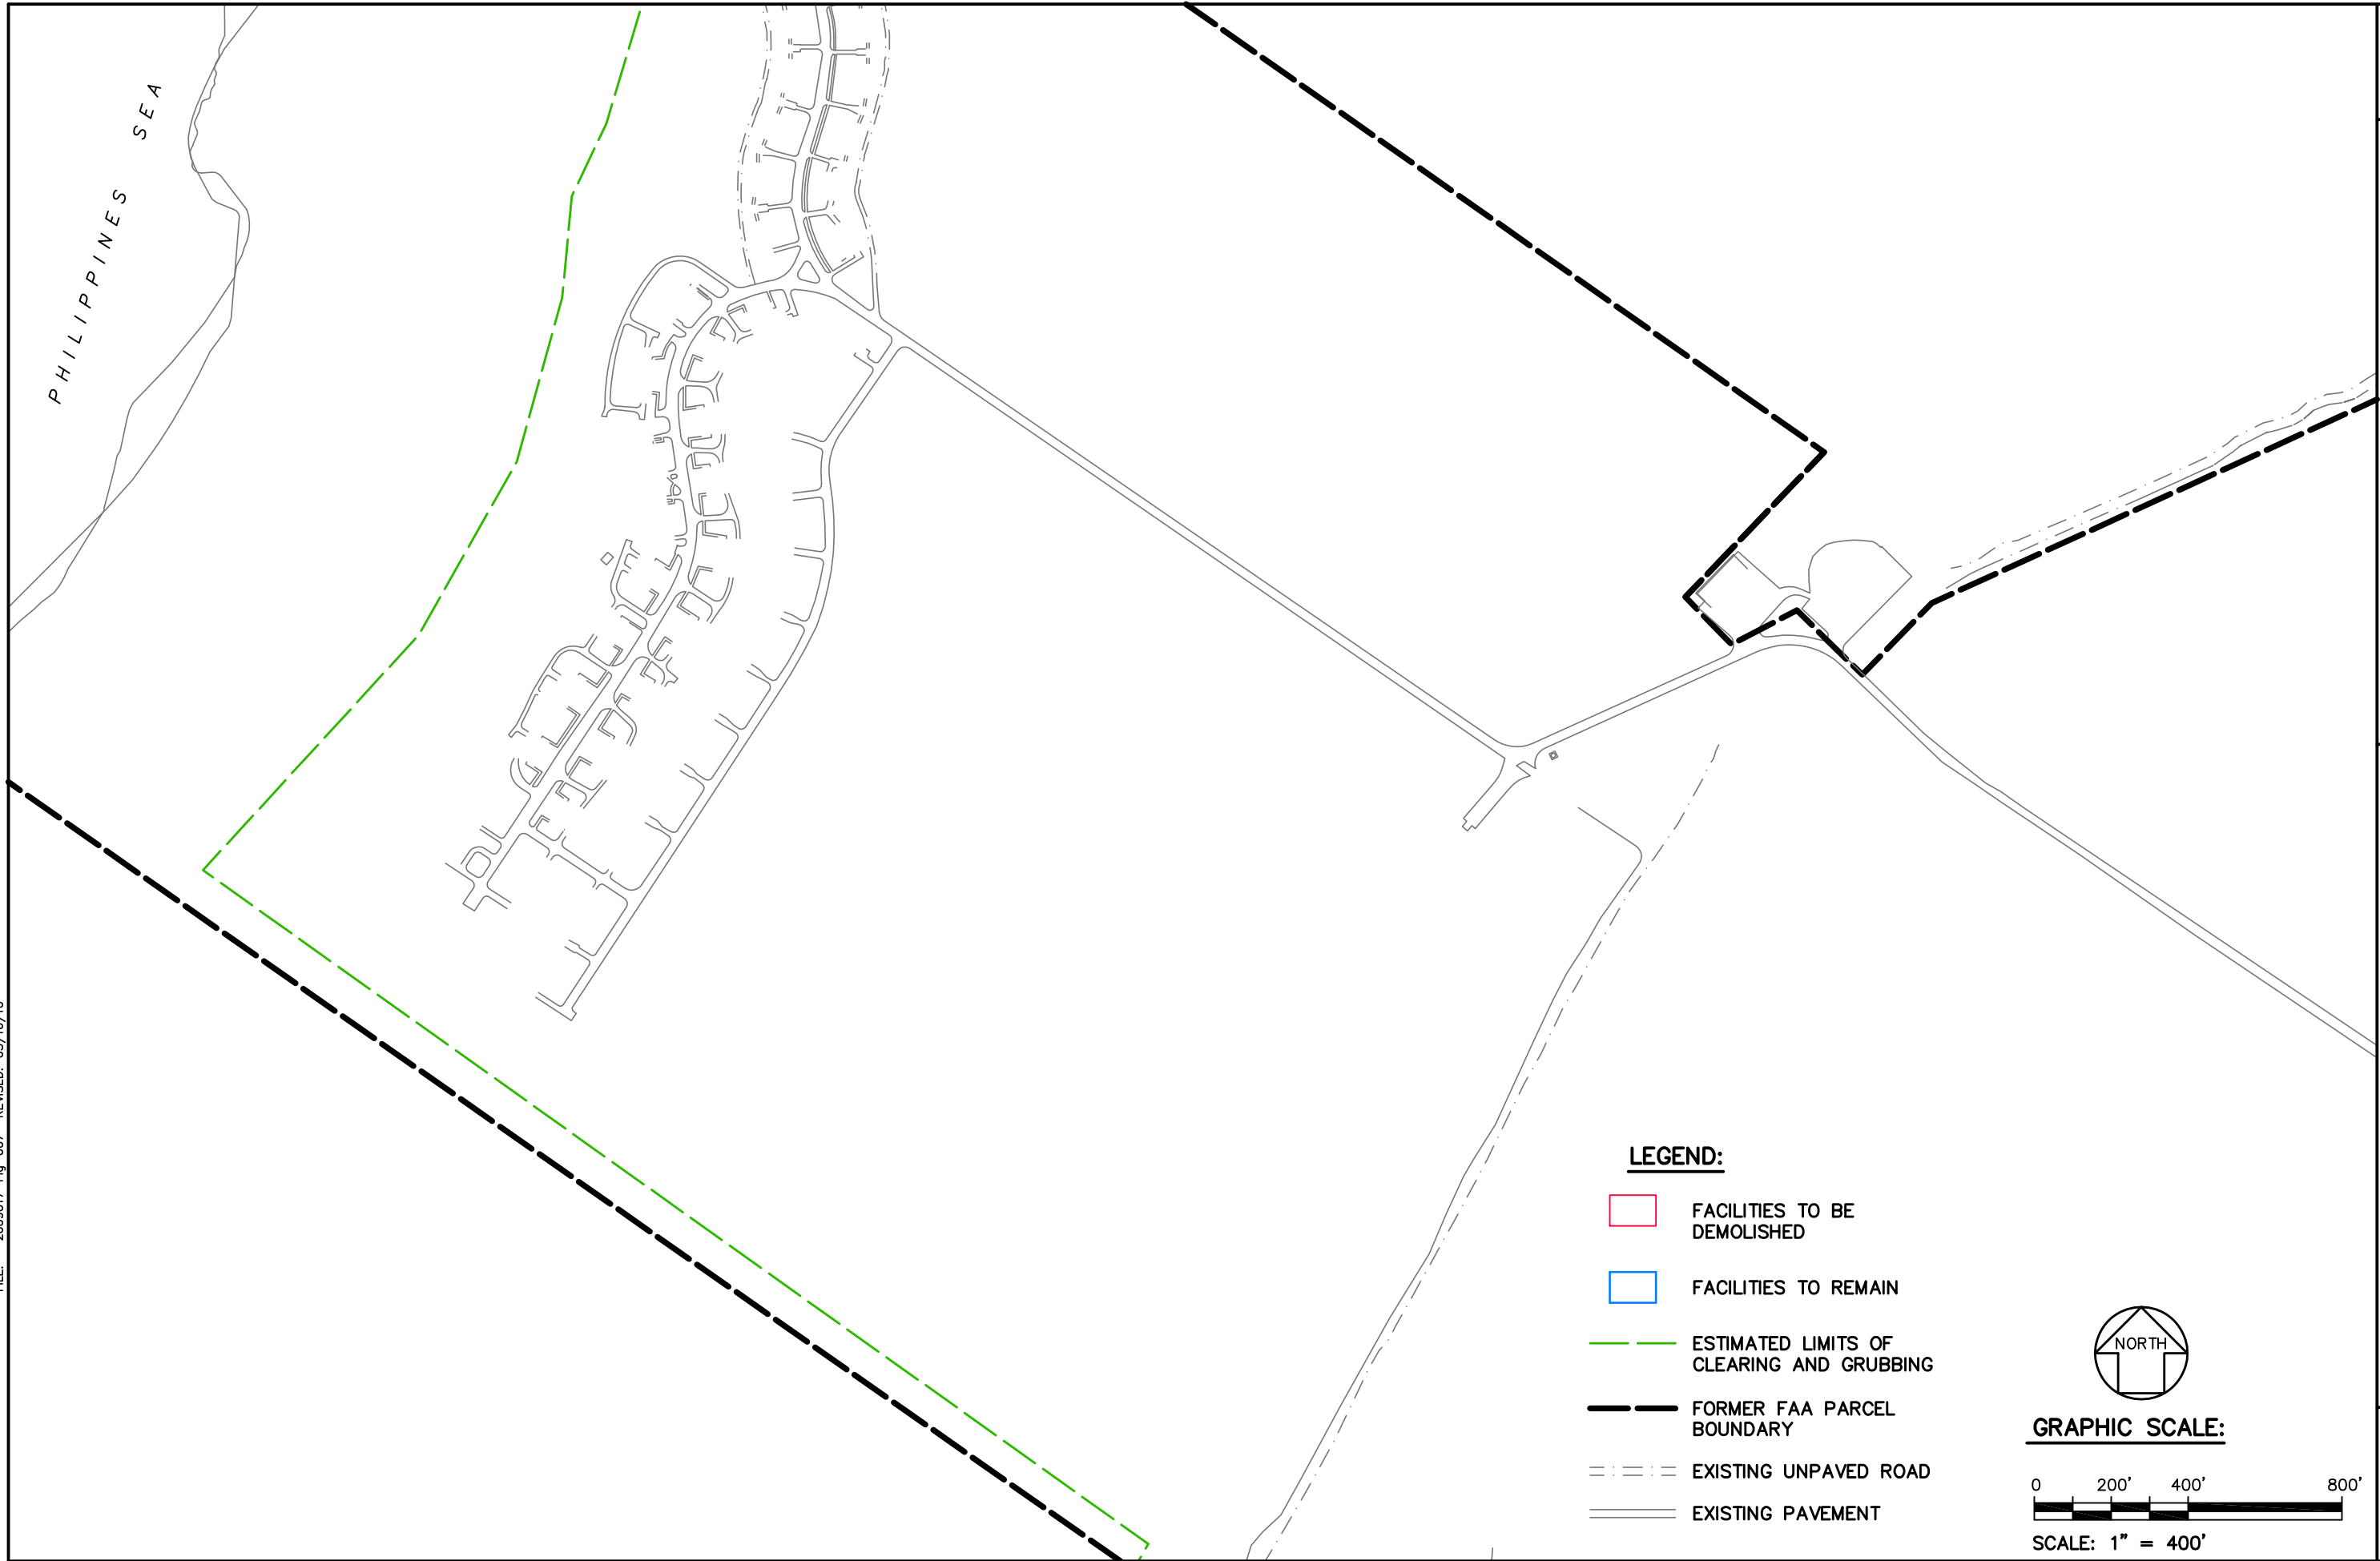 PHILIPPINES SEA
LEGEND:
FACILITIES TO BE
DEMOLISHED
FACILITIES TO REMAIN
ESTIMATED LIMITS OF
CLEARING AND GRUBBING
FORMER FAA PARCEL
BOUNDARY
EXISTING UNPAVED ROAD
EXISTING PAVEMENT
NORTH
GRAPHIC SCALE:
0 200' 400' 800'
SCALE: 1" = 400'